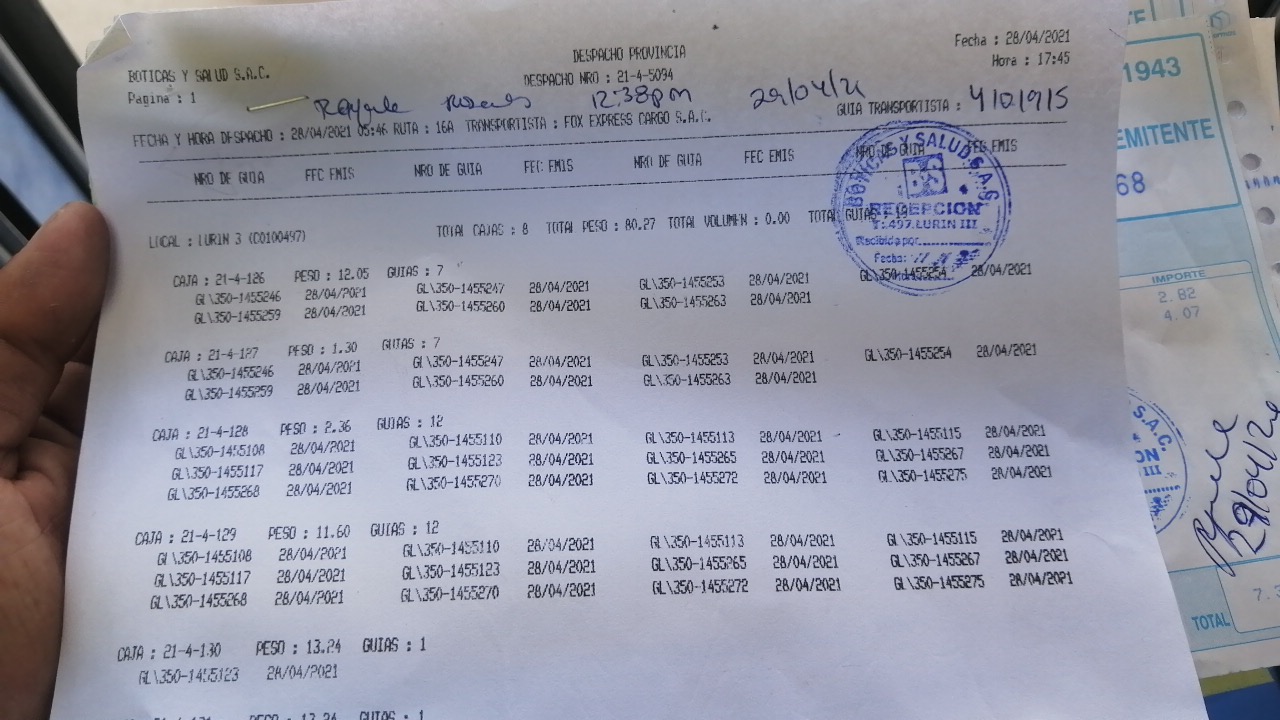 DESPACHO PROVINCIA
Fecha : 28/04/2021
BOTICAS Y SALUD S.A.C.
DESPACHO NRO : 21-4-5094
Hora : 17:45
Pagina : 1
12:38pm 29/04/21
GUIA TRANSPORTISTA :
FECHA Y HORA DESPACHO : 28/04/2021 05:46 RUTA : 16A TRANSPORTISTA : FOX EXPRESS CARGO S.A.C.
NRO DE GUIA FEC EMIS NRO DE GUIA FEC EMIS NRO DE GUIA FEC EMIS NRO DE GUIA FEC EMIS
BOTICAS Y SALUD S.A.C.
RECEPCION
T:497.LURIN III
Recibido por
Fecha:
LOCAL : LURIN 3 (C0100497) TOTAL CAJAS : 8 TOTAL PESO : 80.27 TOTAL VOLUMEN : 0.00 TOTAL GUIAS :
CAJA : 21-4-126 PESO : 12.05 GUIAS : 7
GL\350-1455246 28/04/2021 GL\350-1455247 28/04/2021 GL\350-1455253 28/04/2021 GL\350-1455254 28/04/2021
GL\350-1455259 28/04/2021 GL\350-1455260 28/04/2021 GL\350-1455263 28/04/2021
CAJA : 21-4-127 PESO : 1.30 GUIAS : 7
GL\350-1455246 28/04/2021 GL\350-1455247 28/04/2021 GL\350-1455253 28/04/2021 GL\350-1455254 28/04/2021
GL\350-1455259 28/04/2021 GL\350-1455260 28/04/2021 GL\350-1455263 28/04/2021
CAJA : 21-4-128 PESO : 2.36 GUIAS : 12
GL\350-1455108 28/04/2021 GL\350-1455110 28/04/2021 GL\350-1455113 28/04/2021 GL\350-1455115 28/04/2021
GL\350-1455117 28/04/2021 GL\350-1455123 28/04/2021 GL\350-1455265 28/04/2021 GL\350-1455267 28/04/2021
GL\350-1455268 28/04/2021 GL\350-1455270 28/04/2021 GL\350-1455272 28/04/2021 GL\350-1455275 28/04/2021
CAJA : 21-4-129 PESO : 11.60 GUIAS : 12
GL\350-1455108 28/04/2021 GL\350-1455110 28/04/2021 GL\350-1455113 28/04/2021 GL\350-1455115 28/04/2021
GL\350-1455117 28/04/2021 GL\350-1455123 28/04/2021 GL\350-1455265 28/04/2021 GL\350-1455267 28/04/2021
GL\350-1455268 28/04/2021 GL\350-1455270 28/04/2021 GL\350-1455272 28/04/2021 GL\350-1455275 28/04/2021
CAJA : 21-4-130 PESO : 13.24 GUIAS : 1
GL\350-1455123 28/04/2021
PESO : 13.24 GUIAS : 1
1943
EMITENTE
68
IMPORTE
2.82
4.07
S.A.C.
III
TOTAL